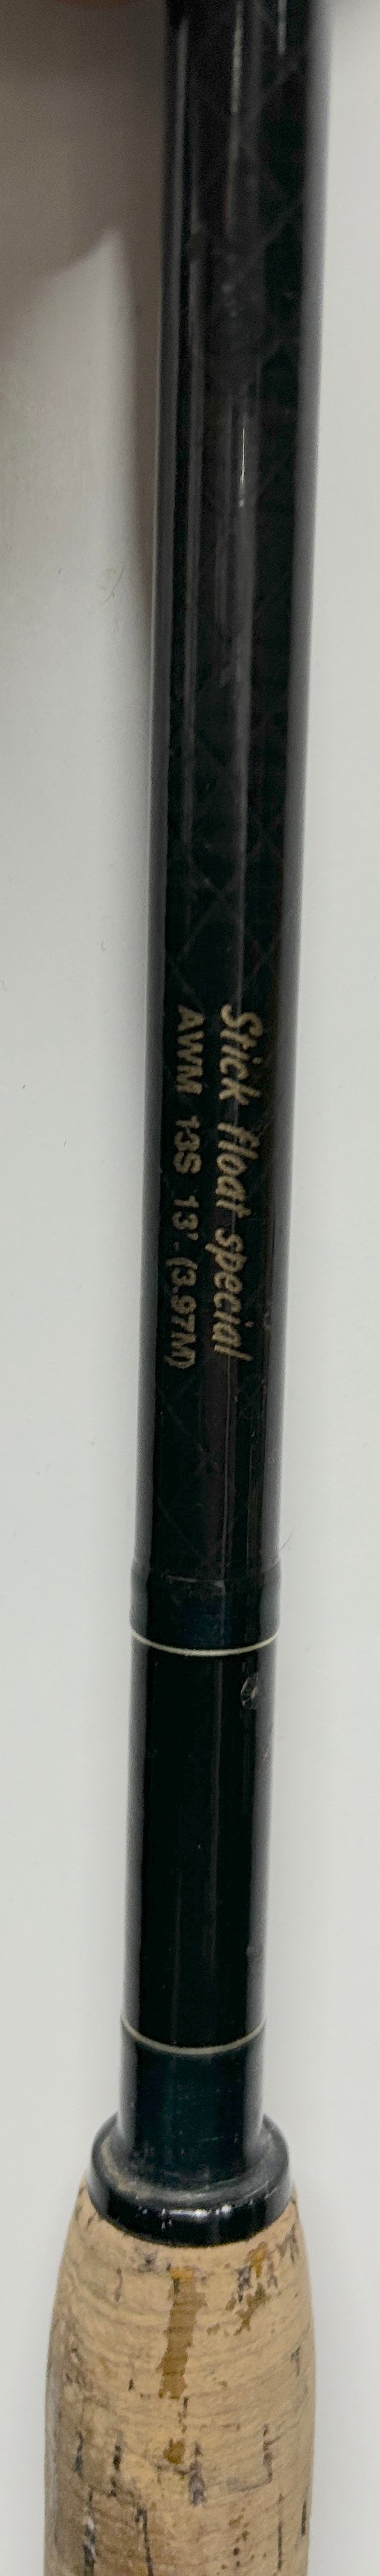 Stick float special
AWM 13S 13' - (3.97M)